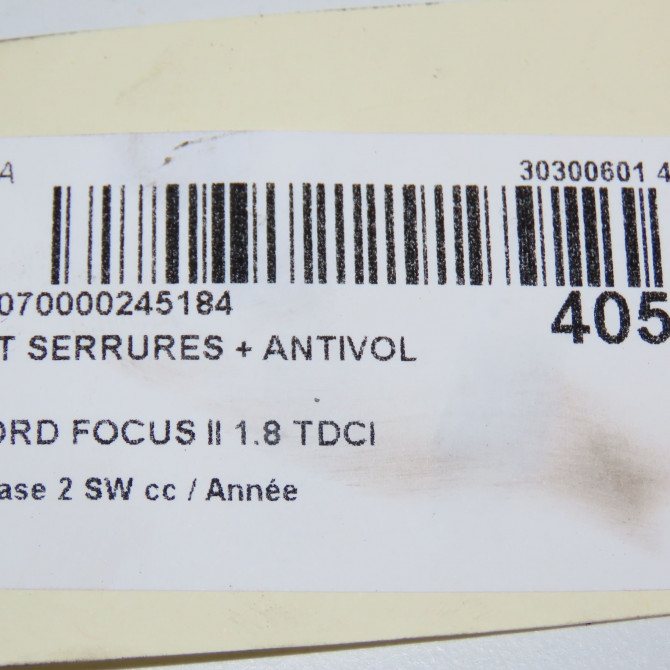 A 30300601 4
070000245184 405
T SERRURES + ANTIVOL
ORD FOCUS II 1.8 TDCI
ase 2 SW cc / Année